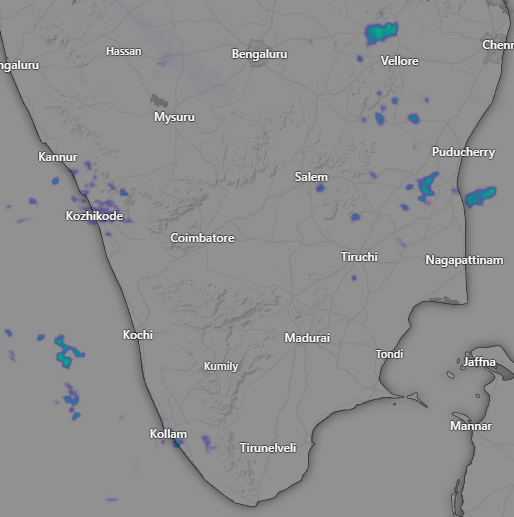 Hassan
Bengaluru
Chenn
ngaluru
Vellore
Mysuru
Kannur
Puducherry
Salem
Kozhikode
Coimbatore
Tiruchi
Nagapattinam
Kochi
Madurai
Tondi
Kumily
Jaffna
Mannar
Kollam
Tirunelveli